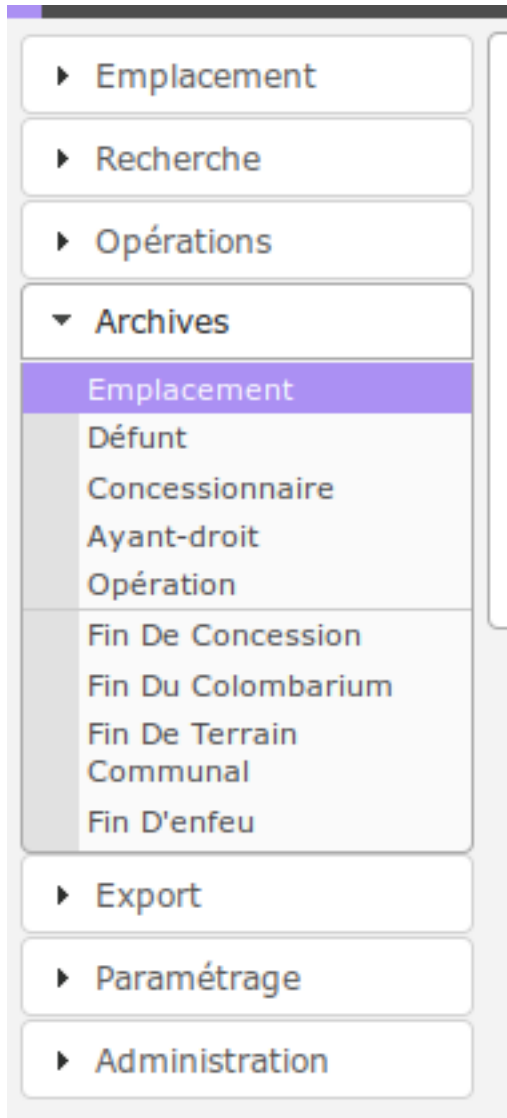 Emplacement
Recherche
Opérations
Archives
Emplacement
Défunt
Concessionnaire
Ayant-droit
Opération
Fin De Concession
Fin Du Colombarium
Fin De Terrain
Communal
Fin D'enfeu
Export
Paramétrage
Administration